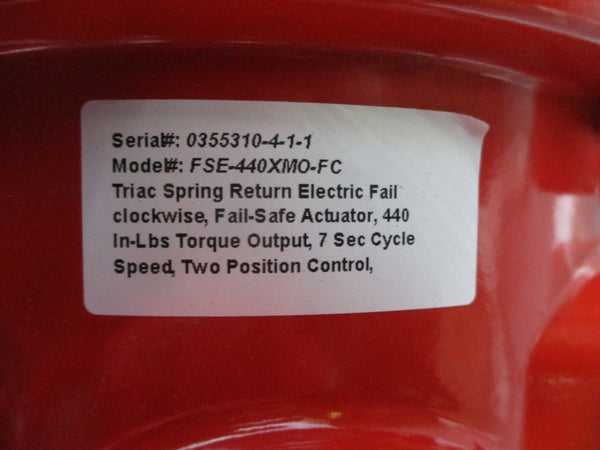 Serial#: 0355310-4-1-1
Model#: FSE-440XMO-FC
Triac Spring Return Electric Fail
clockwise, Fail-Safe Actuator, 440
In-Lbs Torque Output, 7 Sec Cycle
Speed, Two Position Control,